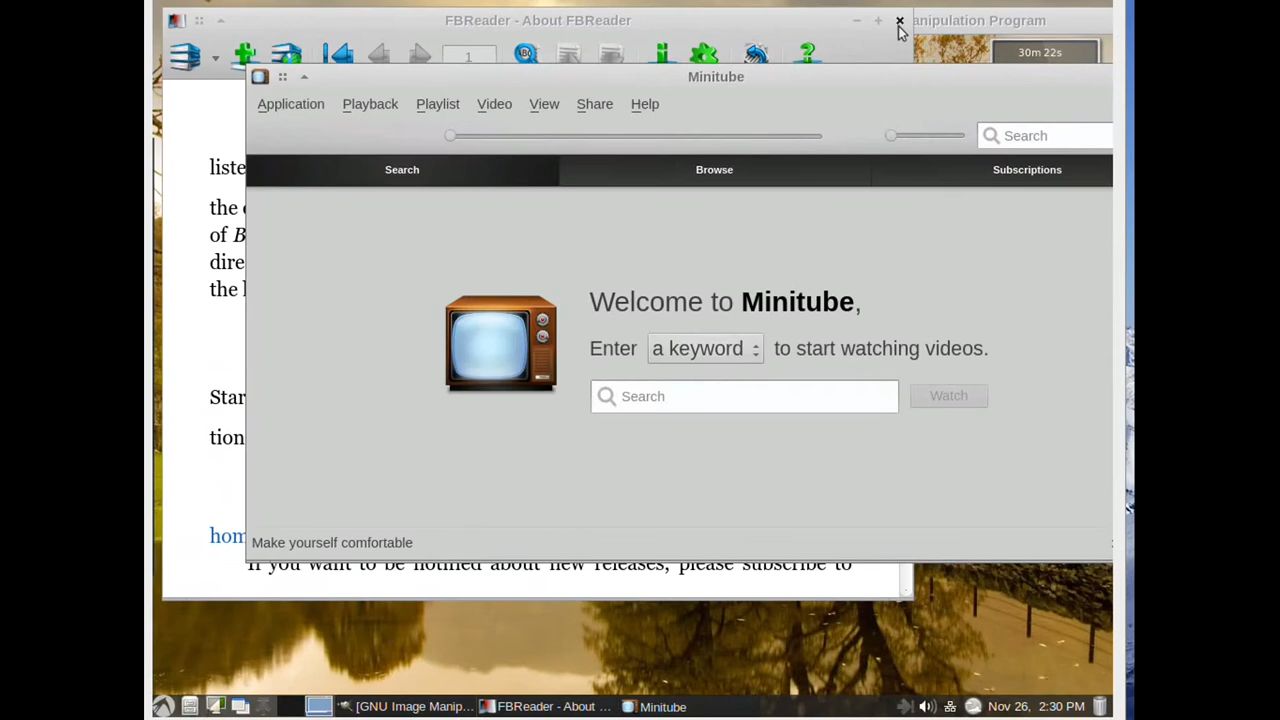 FBReader - About FBReader
anipulation Program
1
30m 22s
Minitube
Application Playback Playlist Video View Share Help
Search
Search Browse Subscriptions
liste
the
of B
dire
the
Welcome to Minitube,
Enter a keyword to start watching videos.
Search Watch
Star
tion
hom
Make yourself comfortable
If you want to be notified about new releases, please subscribe to
[GNU Image Manip... FBReader - About ... Minitube Nov 26, 2:30 PM